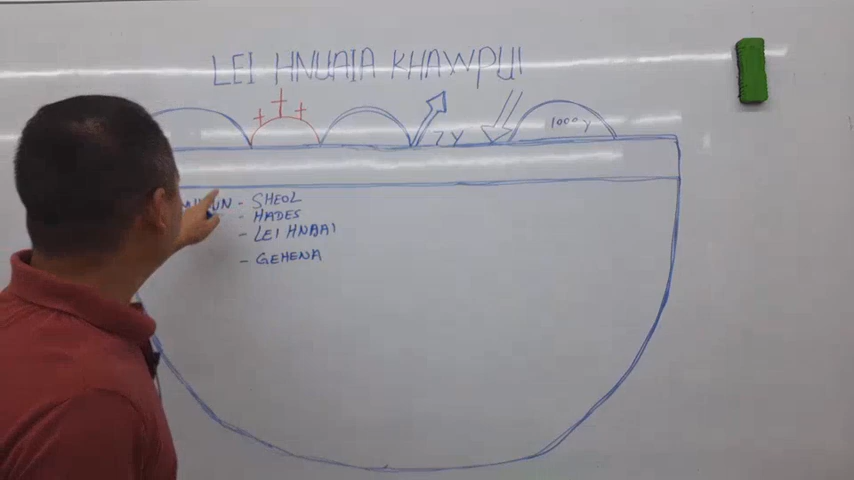 LEI HNUAIA KHAWPUI
7 Y
1000 Y
- SHEOL
- HADES
- LEI HNUAI
- GEHENA